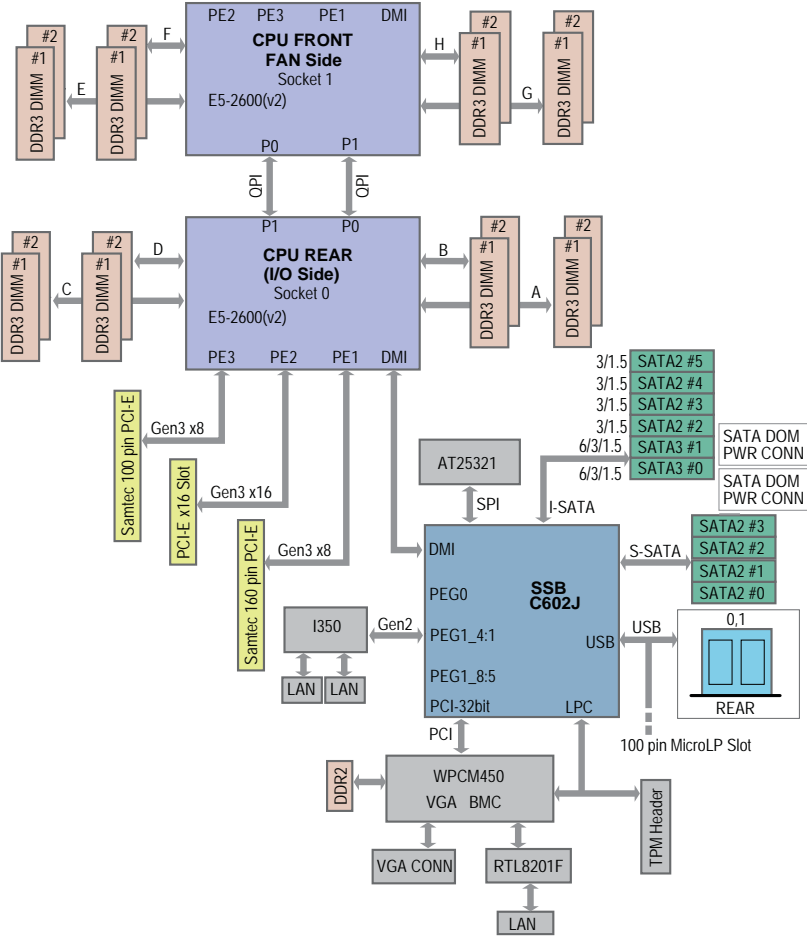 PE2 PE3 PE1 DMI
CPU FRONT
FAN Side
Socket 1
E5-2600(v2)
P0 P1
#2
#1
DDR3 DIMM
#2
#1
DDR3 DIMM
F
E
H
G
#2
#1
DDR3 DIMM
#2
#1
DDR3 DIMM
QPI QPI
P1 P0
CPU REAR
(I/O Side)
Socket 0
E5-2600(v2)
PE3 PE2 PE1 DMI
#2
#1
DDR3 DIMM
#2
#1
DDR3 DIMM
D
C
B
A
#2
#1
DDR3 DIMM
#2
#1
DDR3 DIMM
Gen3 x8
Samtec 100 pin PCI-E
Gen3 x16
PCI-E x16 Slot
Gen3 x8
Samtec 160 pin PCI-E
3/1.5 SATA2 #5
3/1.5 SATA2 #4
3/1.5 SATA2 #3
3/1.5 SATA2 #2
6/3/1.5 SATA3 #1
6/3/1.5 SATA3 #0
SATA DOM
PWR CONN
SATA DOM
PWR CONN
AT25321
SPI
I-SATA
S-SATA
SATA2 #3
SATA2 #2
SATA2 #1
SATA2 #0
DMI
SSB
C602J
PEG0
PEG1_4:1
PEG1_8:5
PCI-32bit
LPC
USB
USB
0,1
REAR
100 pin MicroLP Slot
I350
Gen2
LAN LAN
PCI
DDR2
WPCM450
VGA BMC
TPM Header
VGA CONN
RTL8201F
LAN